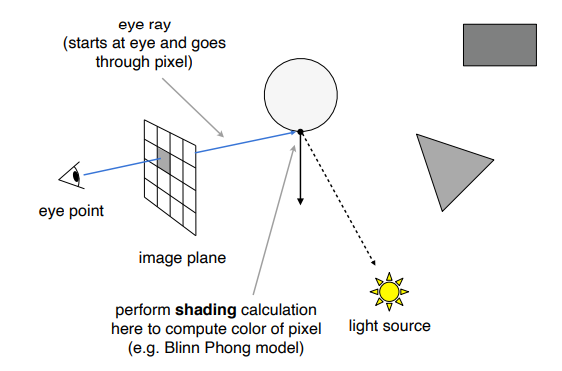 eye ray
(starts at eye and goes
through pixel)
eye point
image plane
perform shading calculation
here to compute color of pixel
(e.g. Blinn Phong model)
light source